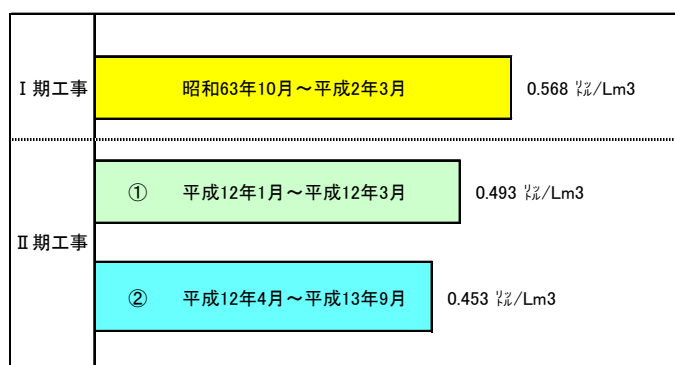 Ⅰ期工事
昭和63年10月～平成2年3月
0.568 ㍑/Lm3
Ⅱ期工事
① 平成12年1月～平成12年3月
0.493 ㍑/Lm3
② 平成12年4月～平成13年9月
0.453 ㍑/Lm3